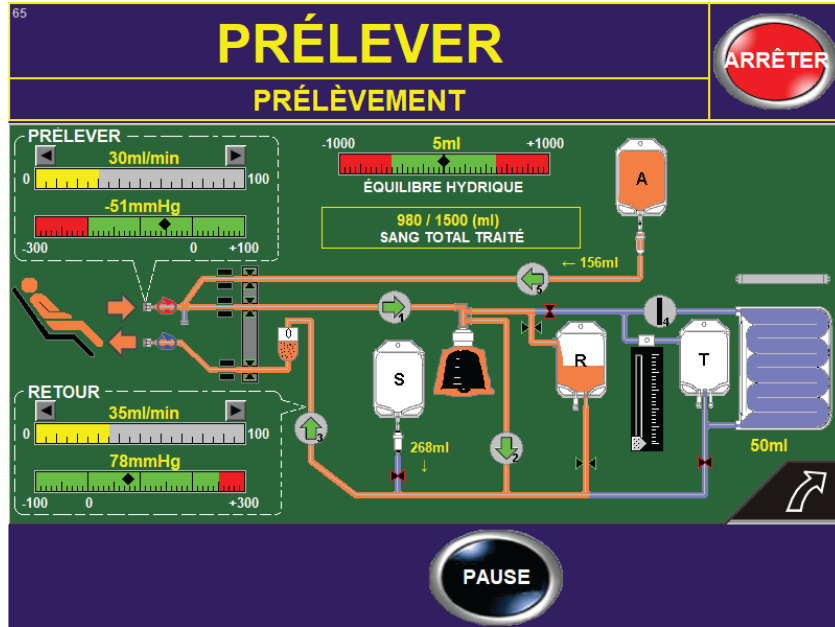 65
PRÉLEVER
ARRÊTER
PRÉLÈVEMENT
PRÉLEVER
30ml/min
0
100
-51mmHg
-300
0
+100
-1000
5ml
+1000
ÉQUILIBRE HYDRIQUE
980 / 1500 (ml)
SANG TOTAL TRAITÉ
A
← 156ml
5
1
4
0
S
R
T
RETOUR
35ml/min
0
100
3
268ml
↓
2
50ml
78mmHg
-100
0
+300
PAUSE